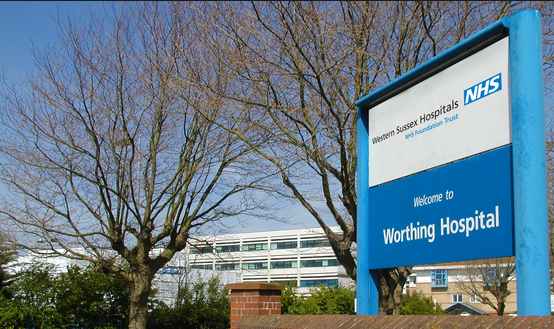 NHS
Western Sussex Hospitals
NHS Foundation Trust
Welcome to
Worthing Hospital